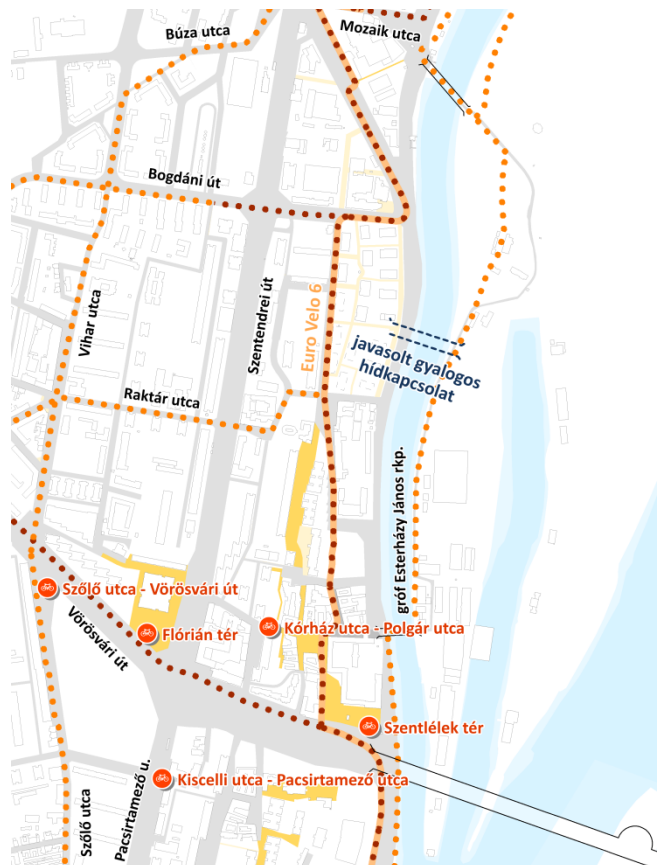 Mozaik utca
Búza utca
Bogdáni út
Vihar utca
Szentendrei út
Euro Velo 6
javasolt gyalogos
hídkapcsolat
Raktár utca
gróf Esterházy János rkp.
Szőlő utca - Vörösvári út
Kórház utca - Polgár utca
Flórián tér
Vörösvári út
Szentlélek tér
Kiscelli utca - Pacsirtamező utca
Szőlő utca
Pacsirtamező u.